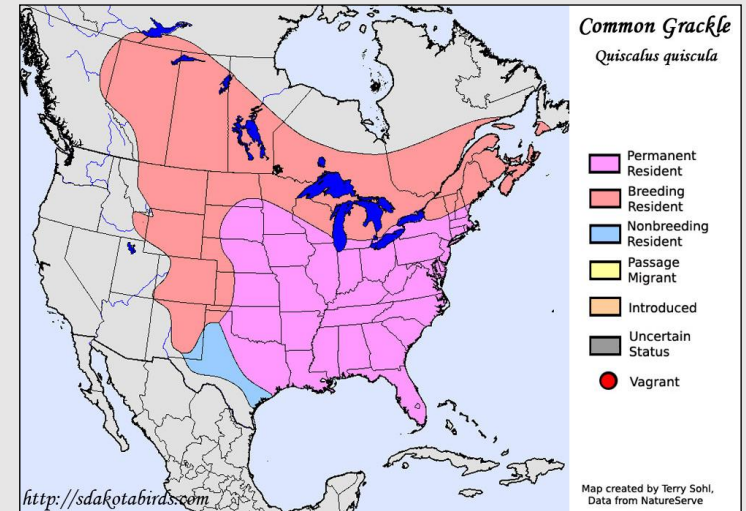 Common Grackle
Quiscalus quiscula
Permanent
Resident
Breeding
Resident
Nonbreeding
Resident
Passage
Migrant
Introduced
Uncertain
Status
Vagrant
Map created by Terry Sohl,
Data from NatureServe
http://sdakotabirds.com